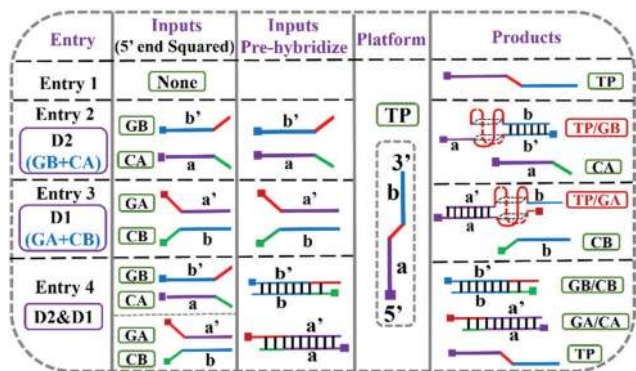 Entry
Inputs
(5' end Squared)
Inputs
Pre-hybridize
Platform
Products
Entry 1
None
TP
Entry 2
D2
(GB+CA)
GB
b'
CA
a
b'
a
TP
a
b'
TP/GB
CA
Entry 3
D1
(GA+CB)
GA
a'
CB
b
a'
b
3'
b
a
5'
a'
a
b
TP/GA
b
CB
Entry 4
D2&D1
GB
b'
CA
a
GA
a'
CB
b
b'
b
a'
a
b'
b
GB/CB
a'
a
GA/CA
TP